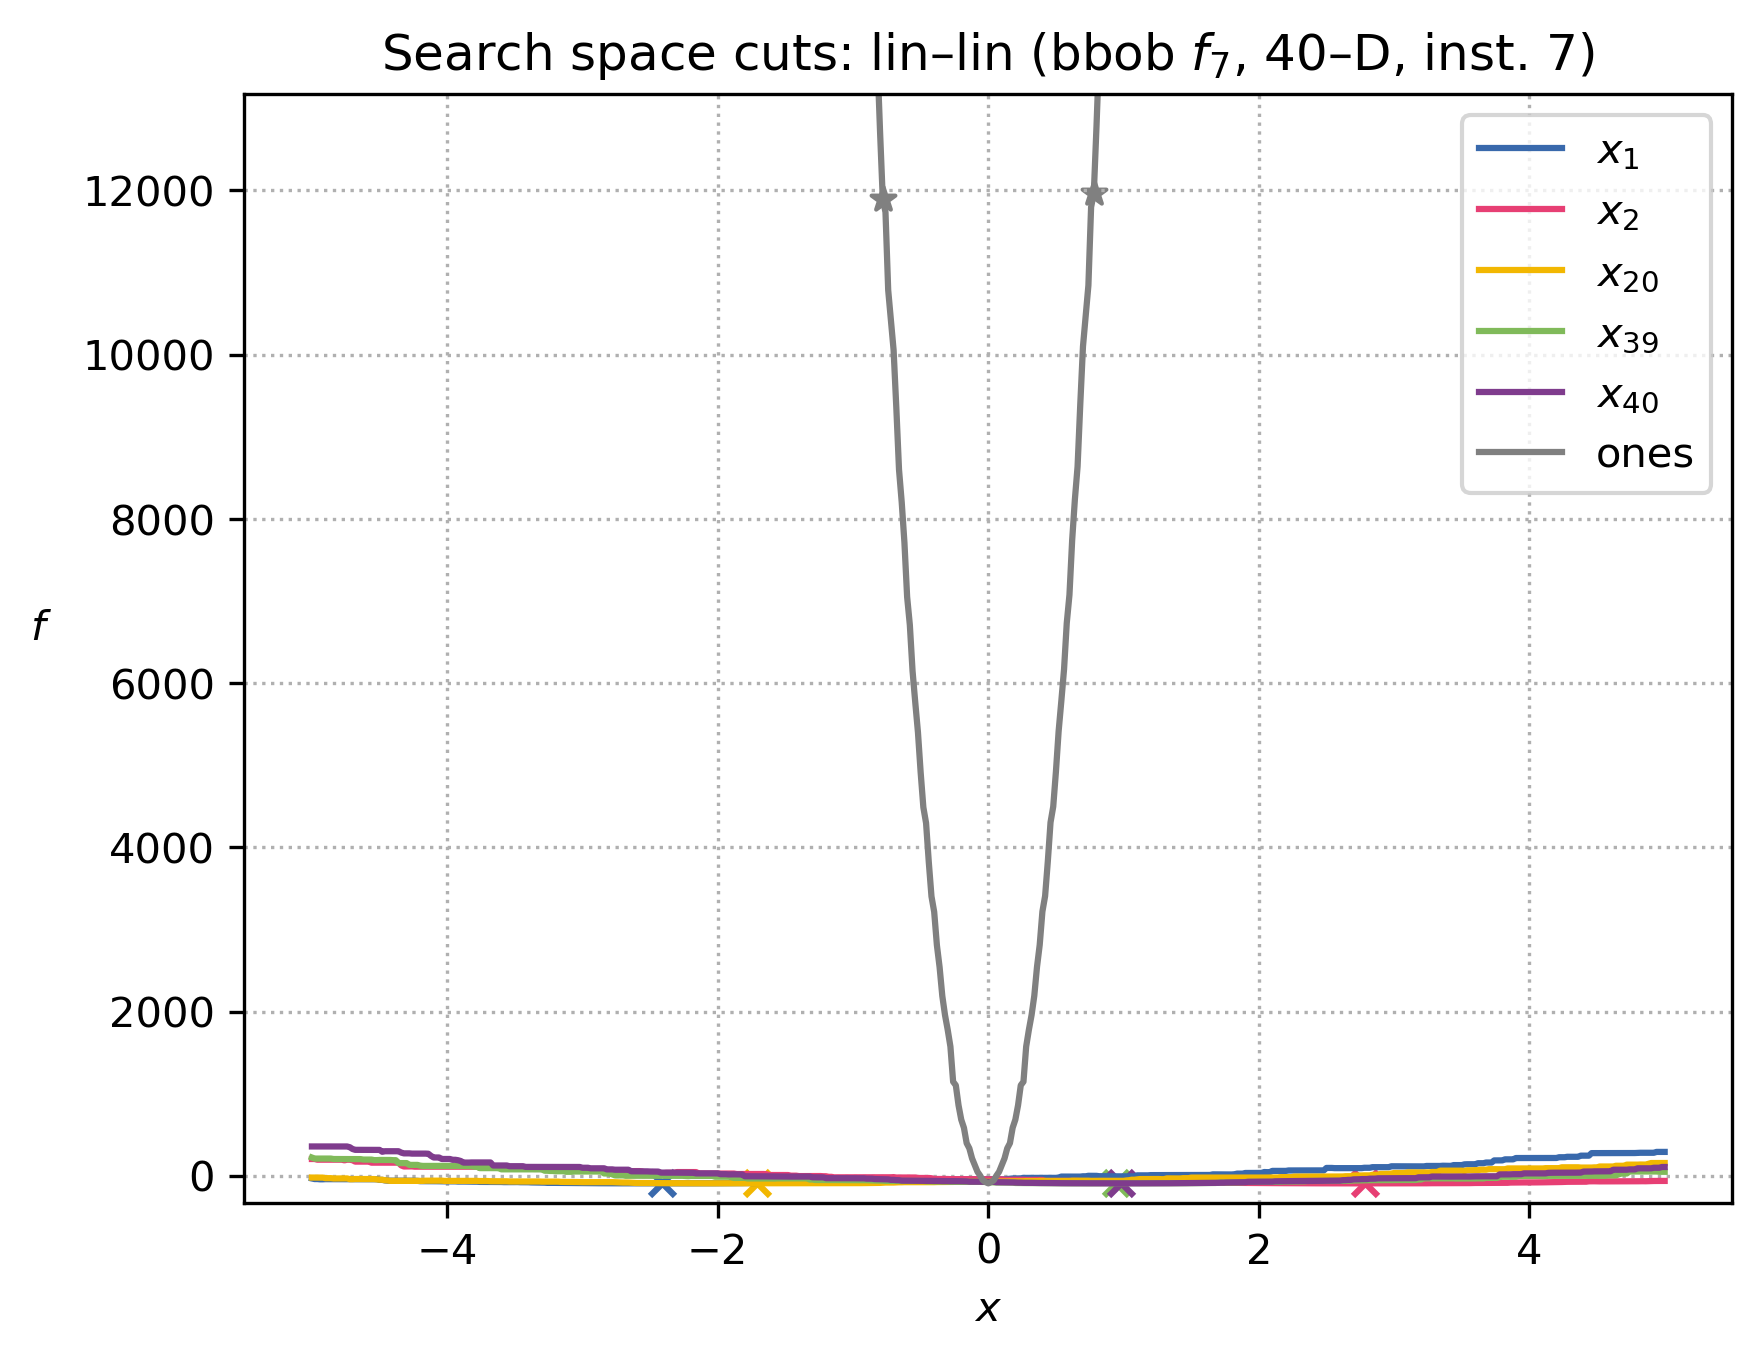 Search space cuts: lin–lin (bbob f₇, 40–D, inst. 7)
12000
10000
8000
6000
4000
2000
0
f
−4
−2
0
2
4
x
x₁
x₂
x₂₀
x₃₉
x₄₀
ones